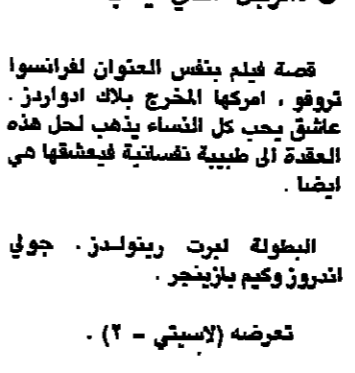 قصة فيلم بنفس العنوان لفرانسوا
تروفو ، امركها المخرج بلاك ادواردز .
عاشق يحب كل النساء يذهب لحل هذه
العقدة الى طبيبة نفسانية فيعشقها هي
ايضا .
البطولة لبرت رينولدز . جولي
اندروز وكيم بازينجر .
تعرضه (لاسيتي - ٢) .